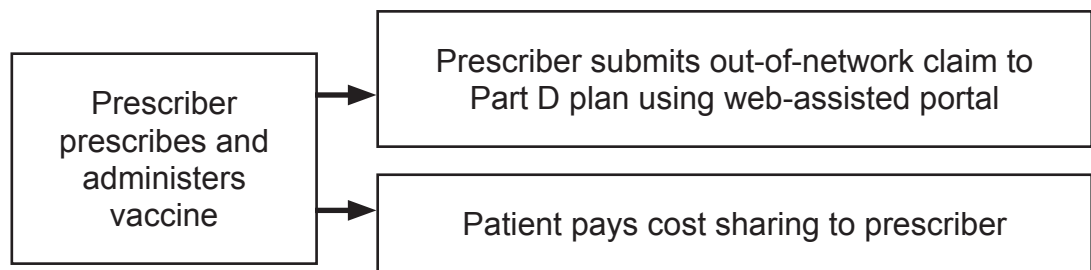 Prescriber
prescribes and
administers
vaccine
Prescriber submits out-of-network claim to
Part D plan using web-assisted portal
Patient pays cost sharing to prescriber